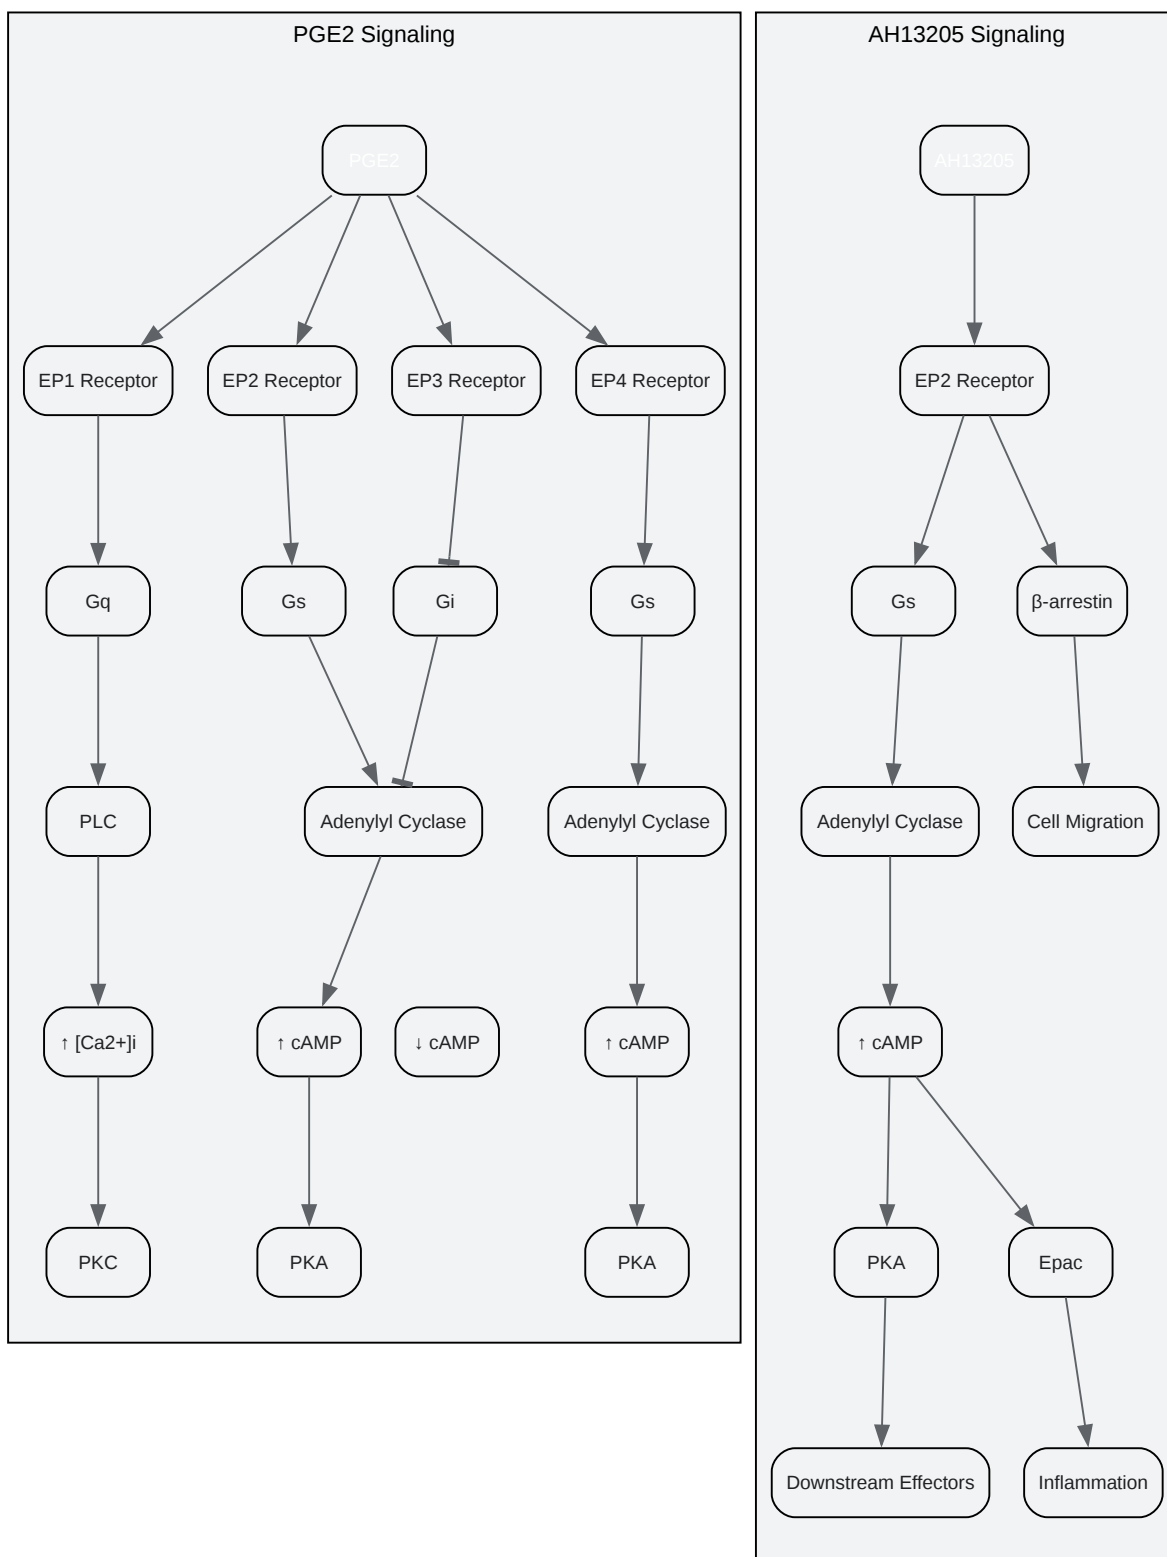 PGE2 Signaling
PGE2
EP1 Receptor
EP2 Receptor
EP3 Receptor
EP4 Receptor
Gq
Gs
Gi
Gs
PLC
Adenylyl Cyclase
Adenylyl Cyclase
↑ [Ca2+]i
↑ cAMP
↓ cAMP
↑ cAMP
PKC
PKA
PKA
AH13205 Signaling
AH13205
EP2 Receptor
Gs
β-arrestin
Adenylyl Cyclase
Cell Migration
↑ cAMP
PKA
Epac
Downstream Effectors
Inflammation